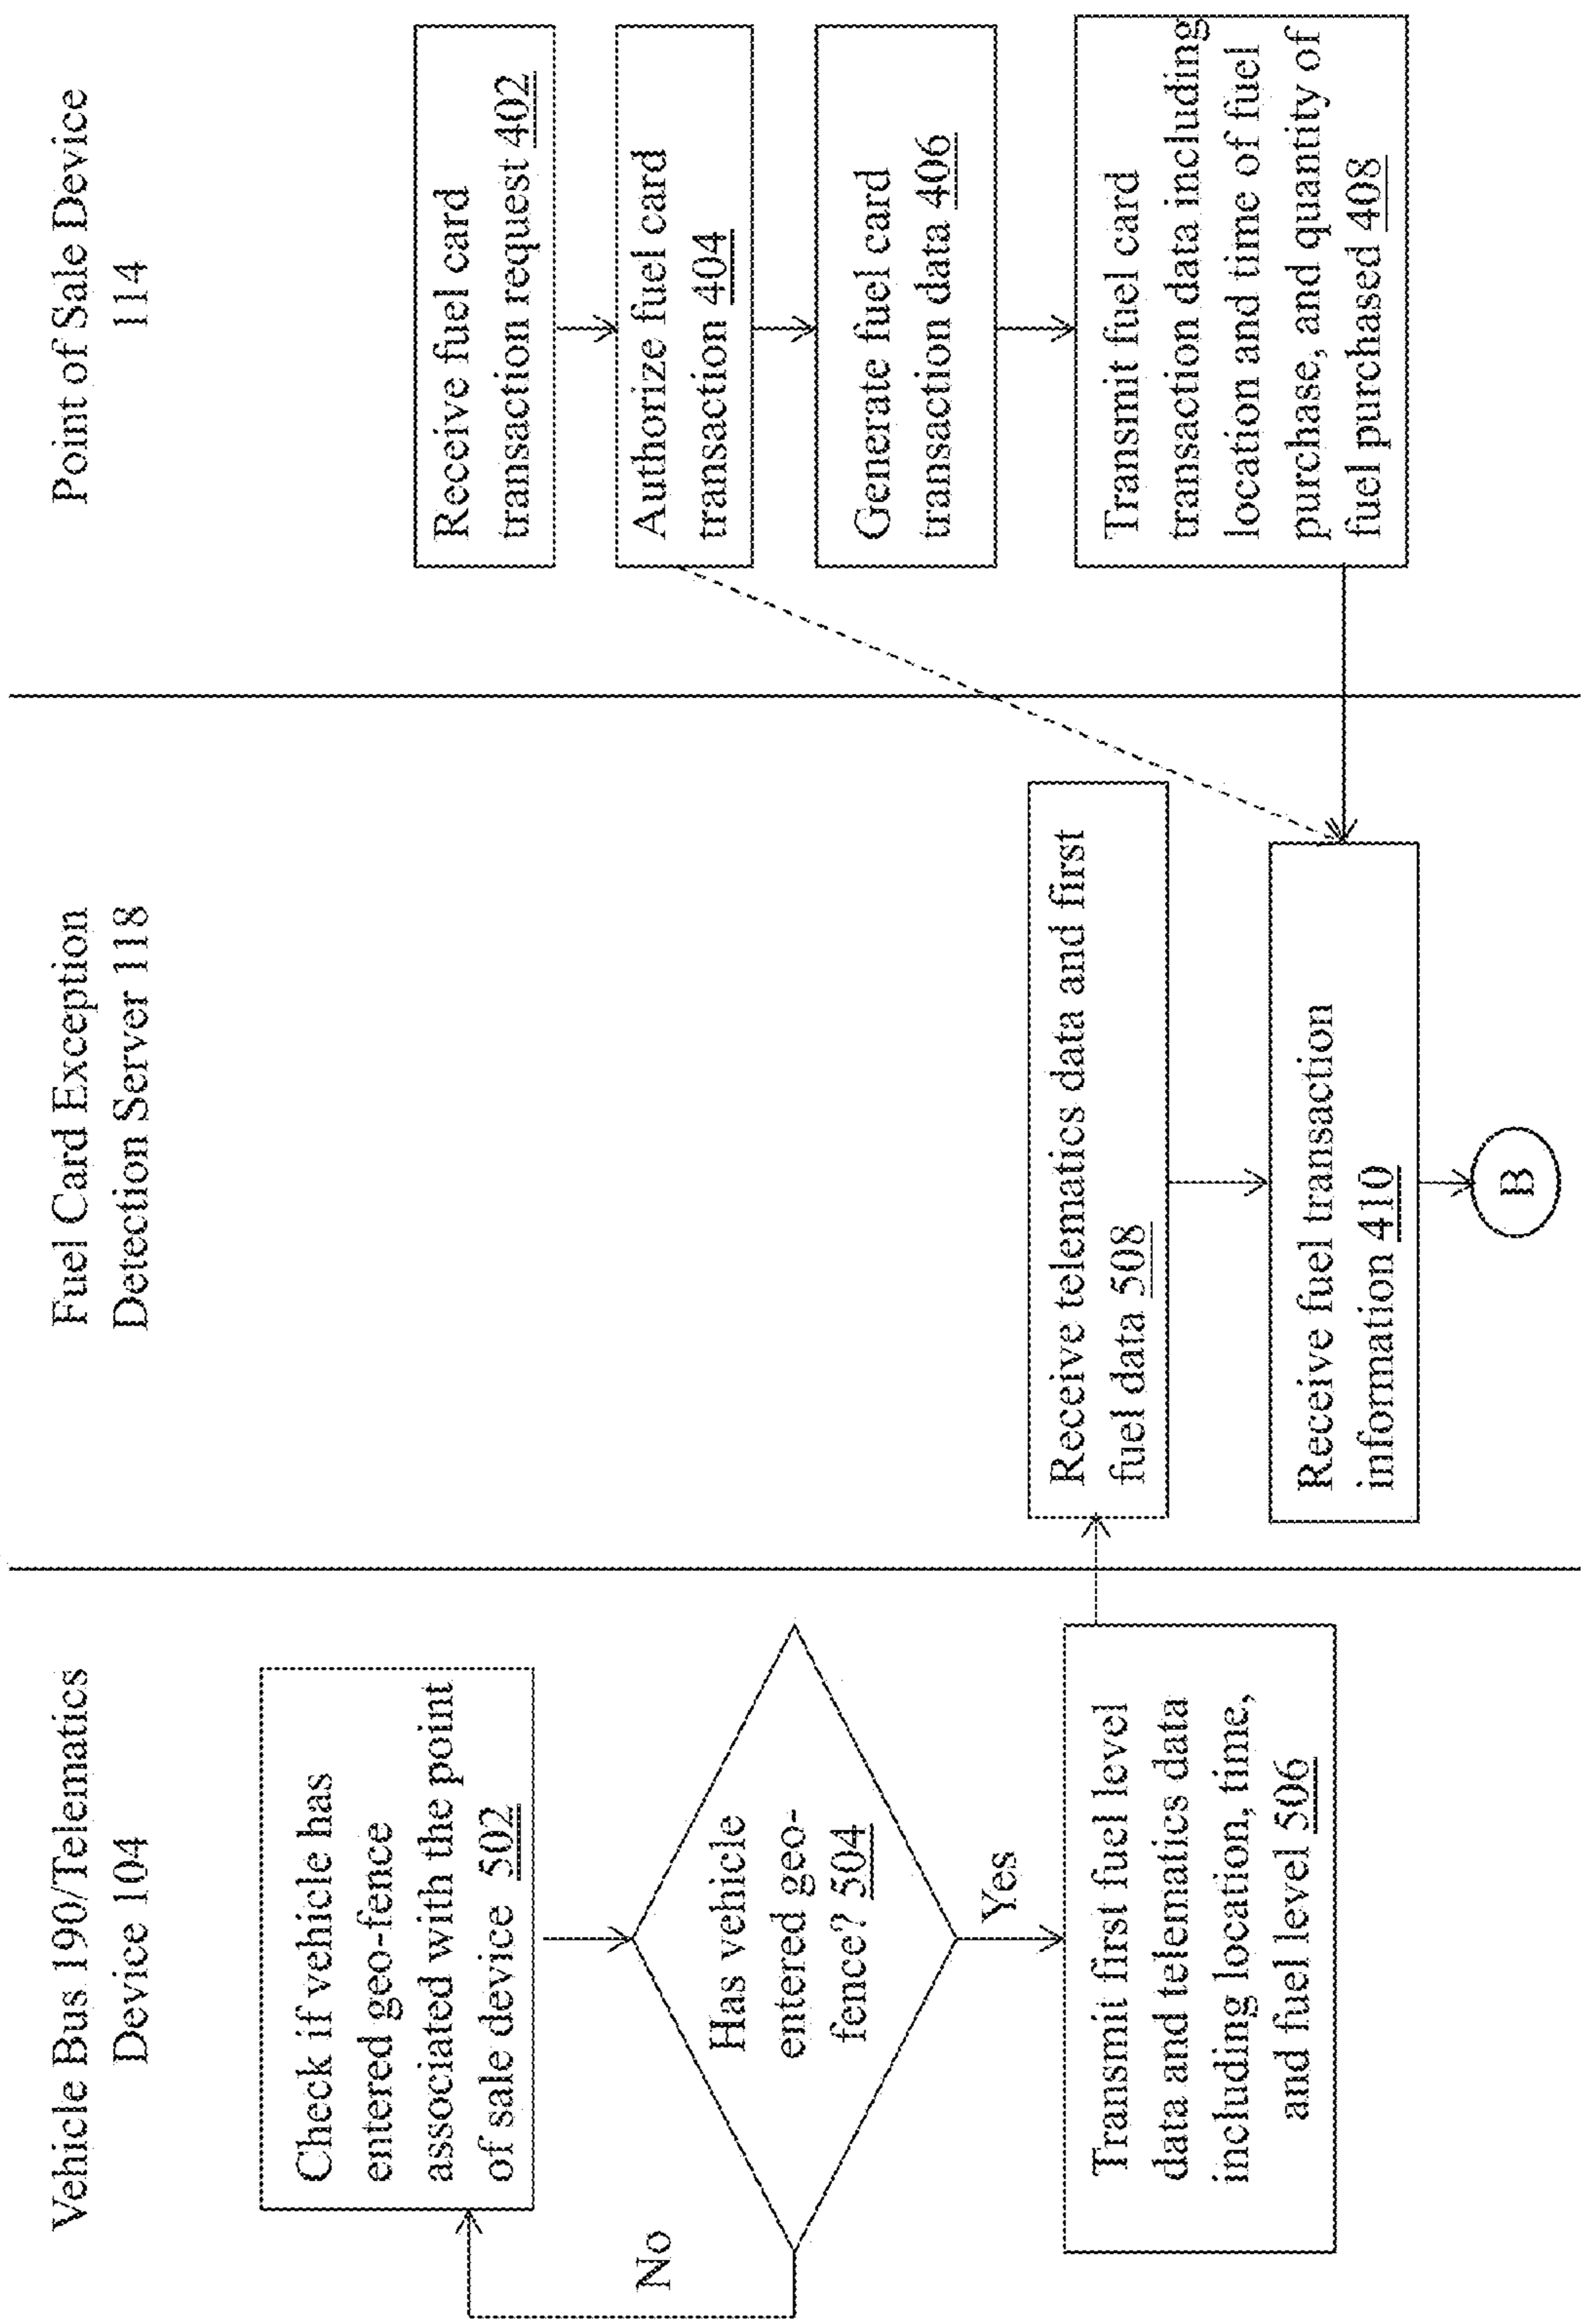 Vehicle Bus 190/Telematics
Device 104
Check if vehicle has
entered geo-fence
associated with the point
of sale device 502
No
Has vehicle
entered geo-
fence? 504
Yes
Transmit first fuel level
data and telematics data
including location, time,
and fuel level 506
Fuel Card Exception
Detection Server 118
Receive telematics data and first
fuel data 508
Receive fuel transaction
information 410
B
Point of Sale Device
114
Receive fuel card
transaction request 402
Authorize fuel card
transaction 404
Generate fuel card
transaction data 406
Transmit fuel card
transaction data including
location and time of fuel
purchase, and quantity of
fuel purchased 408